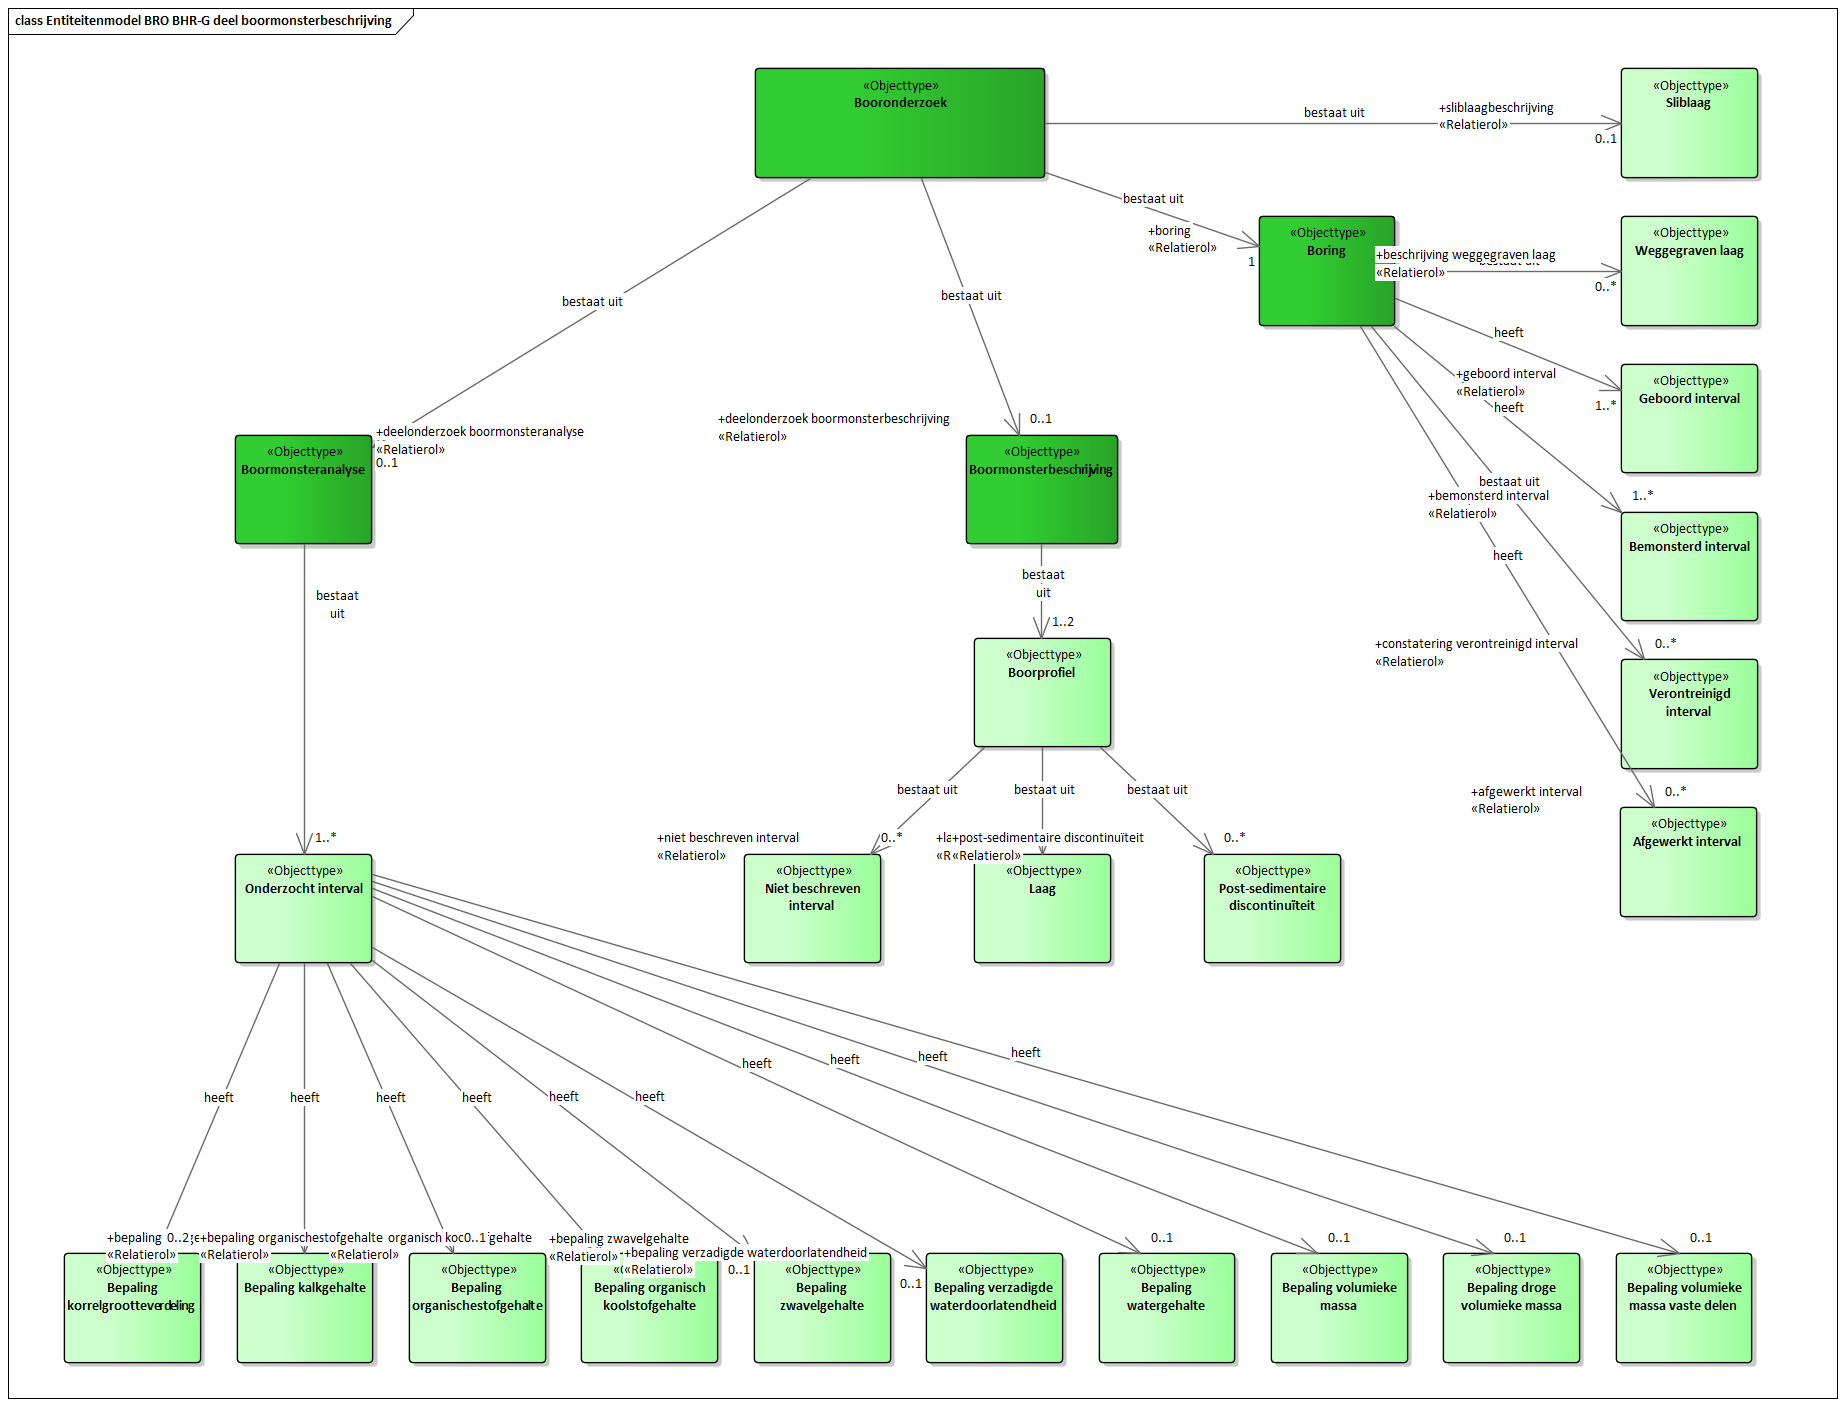 class Entiteitenmodel BRO BHR-G deel boormonsterbeschrijving
«Objecttype»
Booronderzoek
bestaat uit
+sliblaagbeschrijving
«Relatierol»
0..1
«Objecttype»
Sliblaag
bestaat uit
+boring
«Relatierol»
1
«Objecttype»
Boring
+beschrijving weggegraven laag
«Relatierol»
bestaat uit
0..*
«Objecttype»
Weggegraven laag
bestaat uit
bestaat uit
heeft
+geboord interval
«Relatierol»
1..*
«Objecttype»
Geboord interval
heeft
+deelonderzoek boormonsteranalyse
«Relatierol»
0..1
«Objecttype»
Boormonsteranalyse
+deelonderzoek boormonsterbeschrijving
«Relatierol»
0..1
«Objecttype»
Boormonsterbeschrijving
bestaat uit
+bemonsterd interval
«Relatierol»
1..*
«Objecttype»
Bemonsterd interval
heeft
bestaat
uit
bestaat
uit
1..2
«Objecttype»
Boorprofiel
+constatering verontreinigd interval
«Relatierol»
0..*
«Objecttype»
Verontreinigd
interval
bestaat uit
bestaat uit
bestaat uit
+afgewerkt interval
«Relatierol»
0..*
«Objecttype»
Afgewerkt interval
1..*
«Objecttype»
Onderzocht interval
+niet beschreven interval
«Relatierol»
0..*
«Objecttype»
Niet beschreven
interval
+la
«R
+post-sedimentaire discontinuïteit
«Relatierol»
«Objecttype»
Laag
0..*
«Objecttype»
Post-sedimentaire
discontinuïteit
heeft
heeft
heeft
heeft
heeft
heeft
heeft
heeft
heeft
heeft
+bepaling
0..2
«Relatierol»
+bepaling organischestofgehalte
«Relatierol»
organisch
0..1
gehalte
«Relatierol»
+bepaling zwavelgehalte
«Relatierol»
+bepaling verzadigde waterdoorlatendheid
«Relatierol»
0..1
0..1
0..1
0..1
0..1
0..1
«Objecttype»
Bepaling
korrelgrootteverdeling
«Objecttype»
Bepaling kalkgehalte
«Objecttype»
Bepaling
organischestofgehalte
«Objecttype»
Bepaling organisch
koolstofgehalte
«Objecttype»
Bepaling
zwavelgehalte
«Objecttype»
Bepaling verzadigde
waterdoorlatendheid
«Objecttype»
Bepaling
watergehalte
«Objecttype»
Bepaling volumieke
massa
«Objecttype»
Bepaling droge
volumieke massa
«Objecttype»
Bepaling volumieke
massa vaste delen